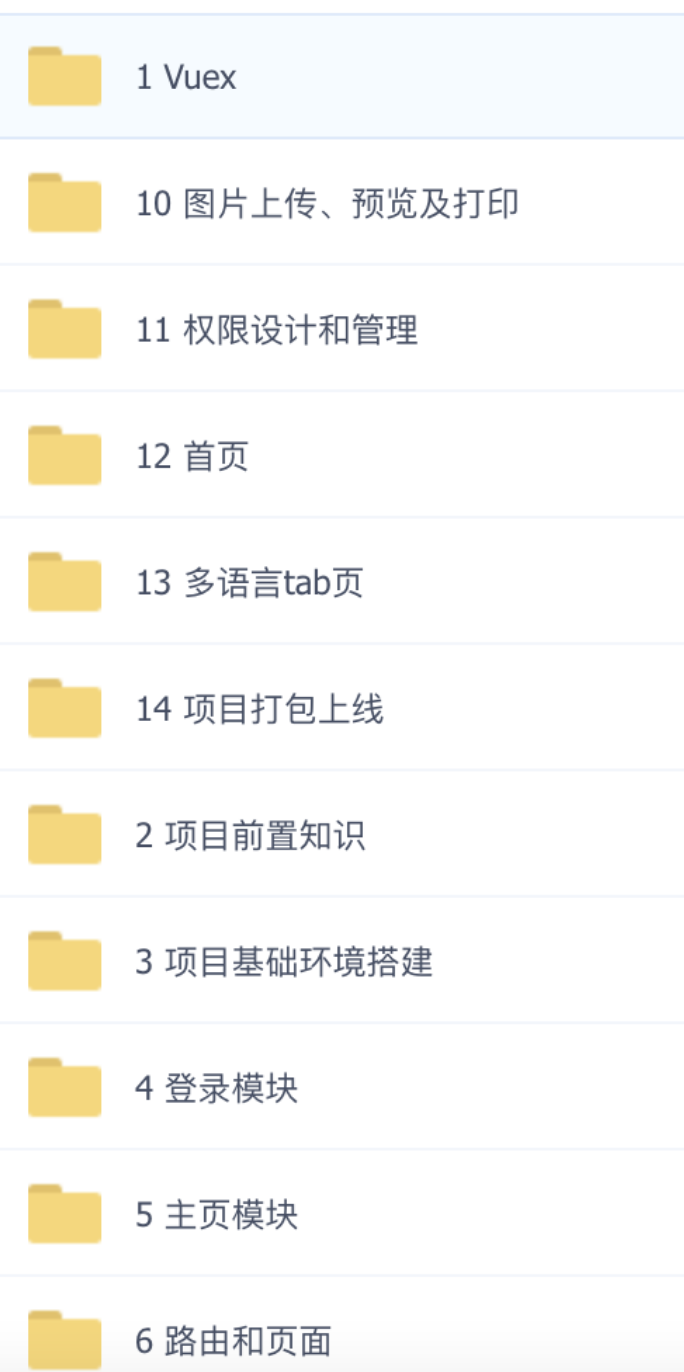 1 Vuex
10 图片上传、预览及打印
11 权限设计和管理
12 首页
13 多语言tab页
14 项目打包上线
2 项目前置知识
3 项目基础环境搭建
4 登录模块
5 主页模块
6 路由和页面